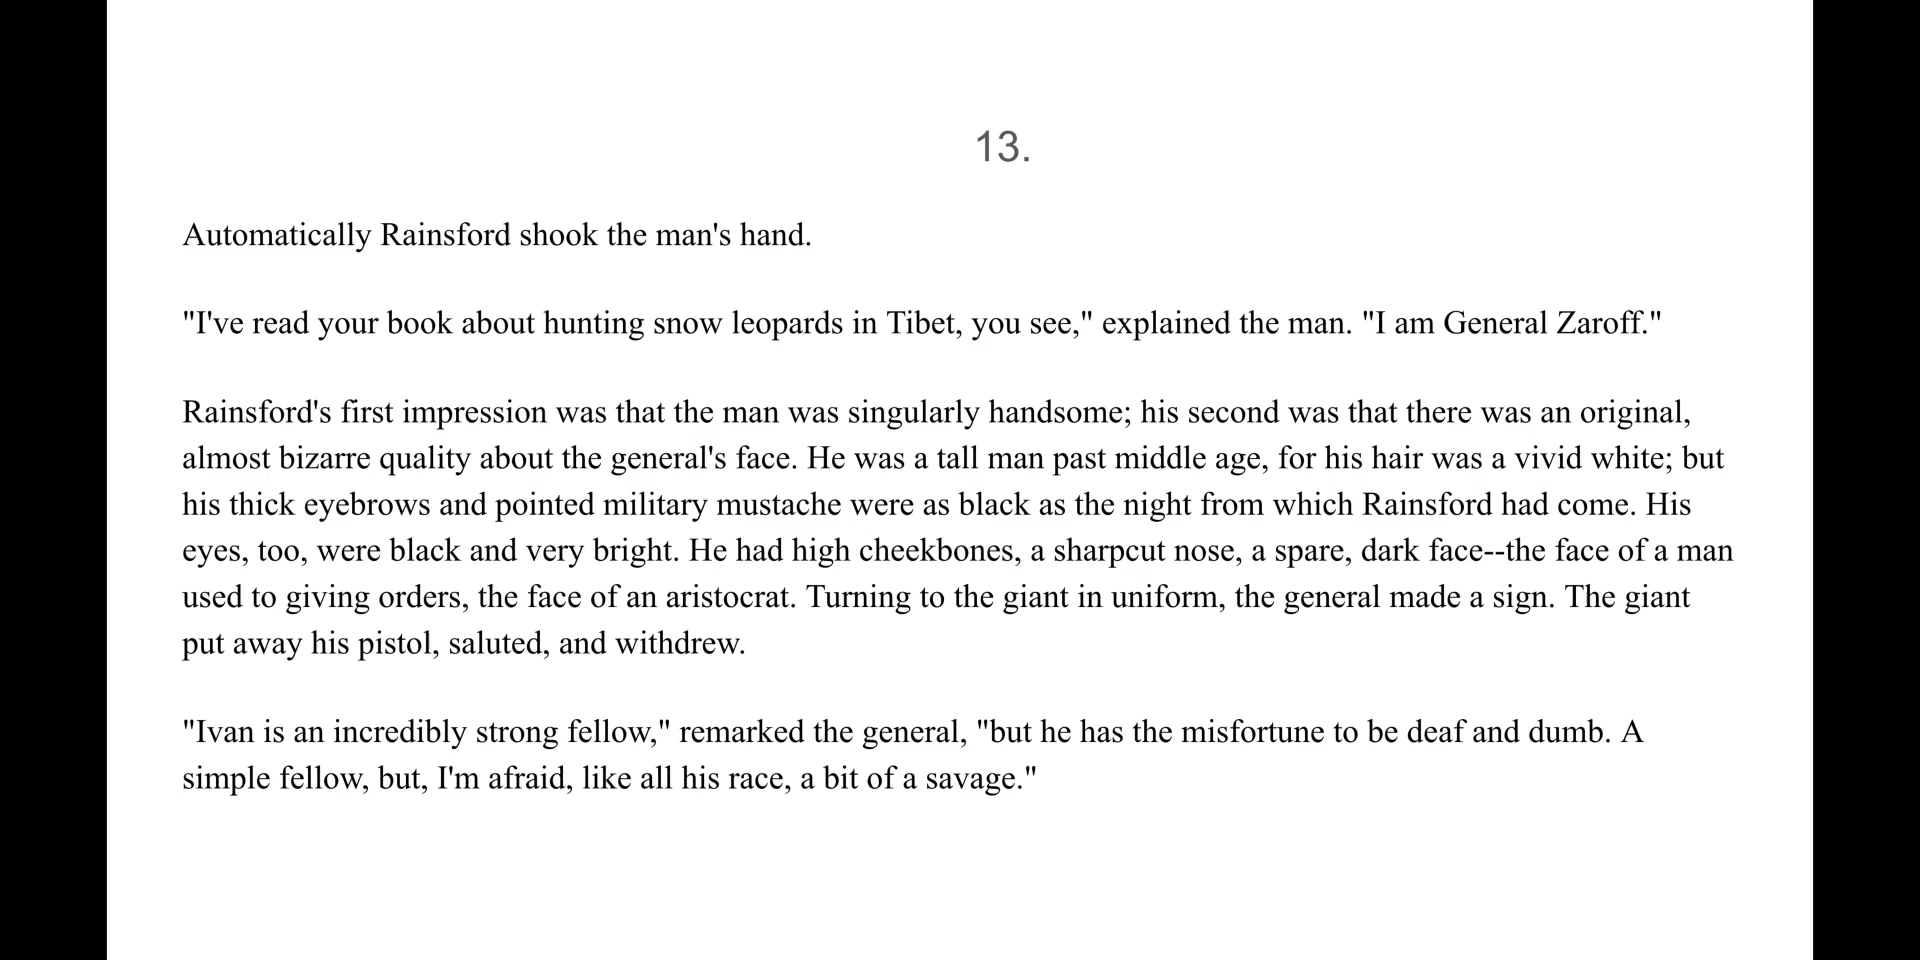 13.
Automatically Rainsford shook the man's hand.
"I've read your book about hunting snow leopards in Tibet, you see," explained the man. "I am General Zaroff."
Rainsford's first impression was that the man was singularly handsome; his second was that there was an original,
almost bizarre quality about the general's face. He was a tall man past middle age, for his hair was a vivid white; but
his thick eyebrows and pointed military mustache were as black as the night from which Rainsford had come. His
eyes, too, were black and very bright. He had high cheekbones, a sharpcut nose, a spare, dark face--the face of a man
used to giving orders, the face of an aristocrat. Turning to the giant in uniform, the general made a sign. The giant
put away his pistol, saluted, and withdrew.
"Ivan is an incredibly strong fellow," remarked the general, "but he has the misfortune to be deaf and dumb. A
simple fellow, but, I'm afraid, like all his race, a bit of a savage."